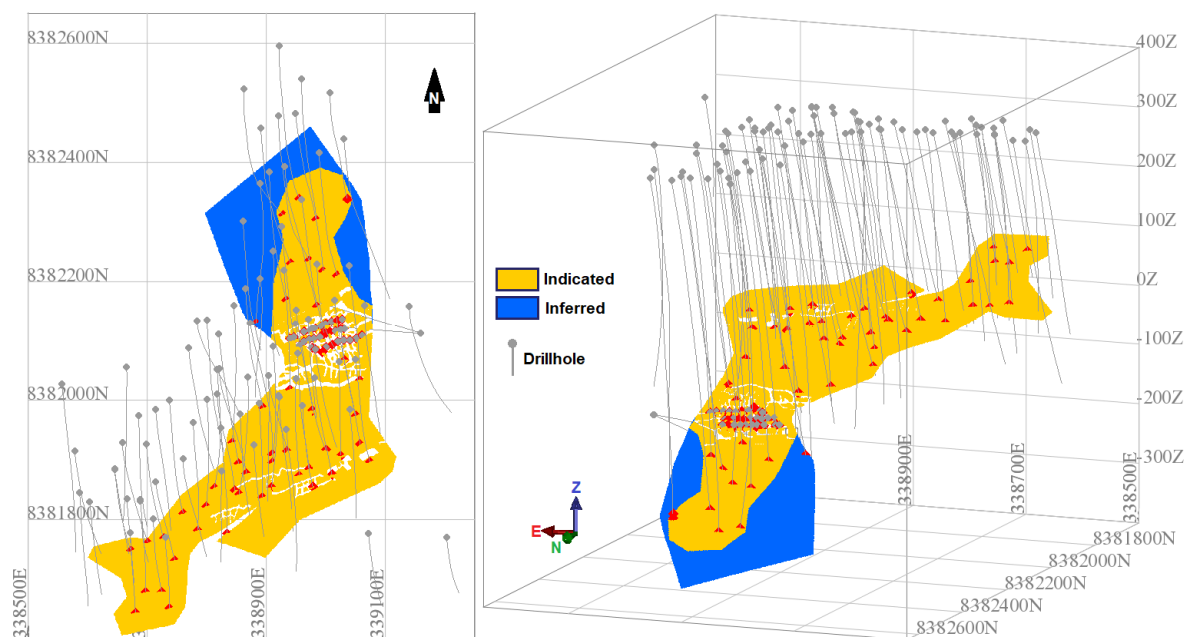 8382600N
N
8382400N
8382200N
8382000N
8381800N
338500E
338900E
339100E
Indicated
Inferred
Drillhole
400Z
300Z
200Z
100Z
0Z
-100Z
-200Z
-300Z
338900E
338700E
338500E
8381800N
8382000N
8382200N
8382400N
8382600N
Z
E
N